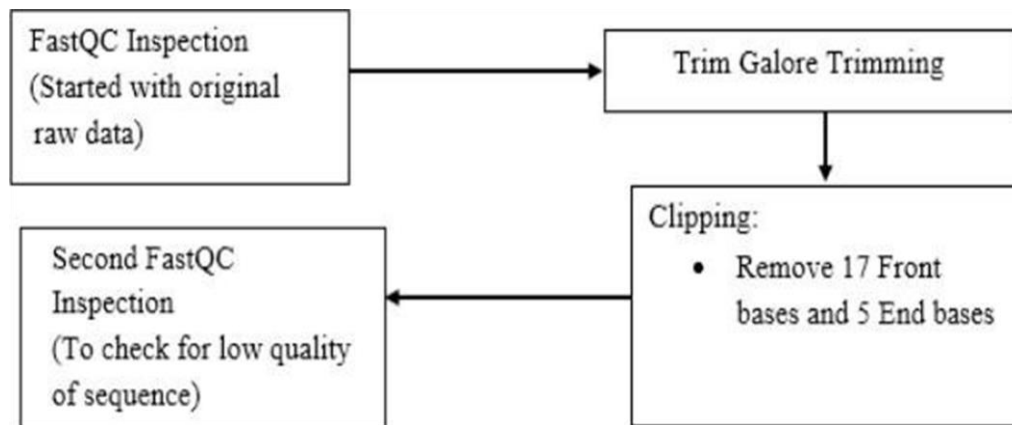 FastQC Inspection
(Started with original
raw data)
Trim Galore Trimming
Clipping:
• Remove 17 Front
bases and 5 End bases
Second FastQC
Inspection
(To check for low quality
of sequence)